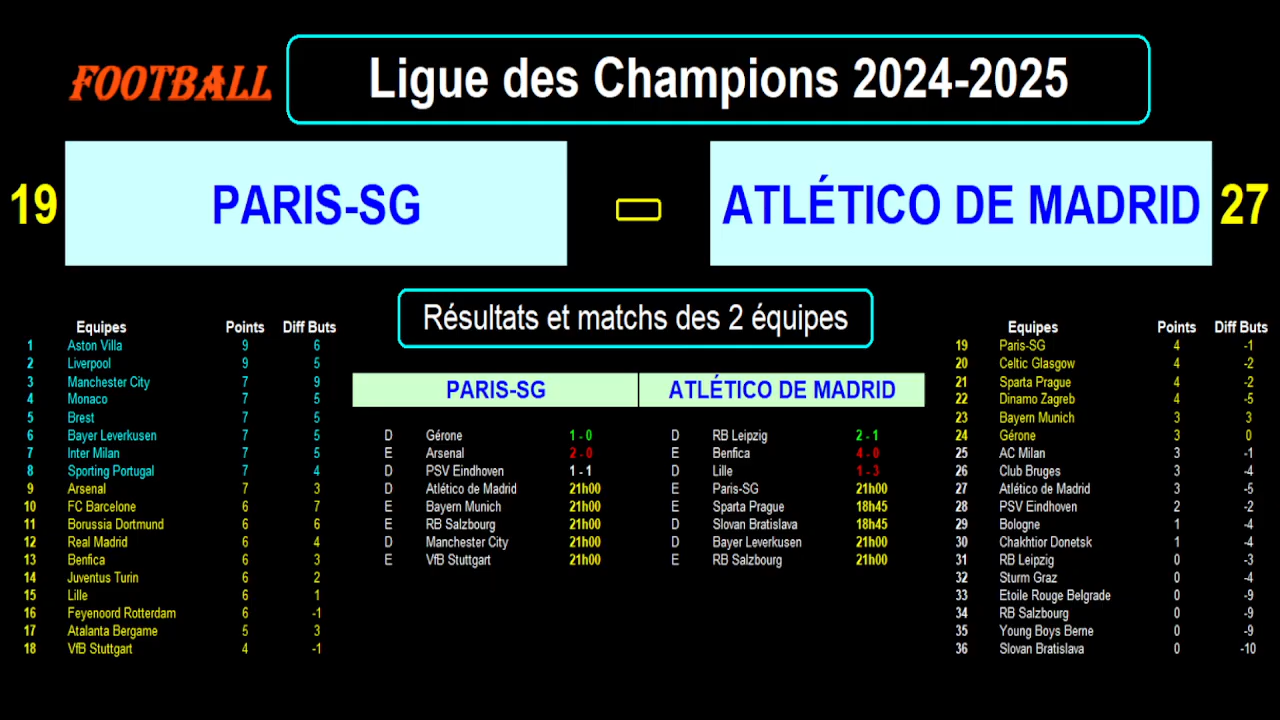 FOOTBALL
Ligue des Champions 2024-2025
19 PARIS-SG - ATLÉTICO DE MADRID 27
Résultats et matchs des 2 équipes
Equipes Points Diff Buts
1 Aston Villa 9 6
2 Liverpool 9 5
3 Manchester City 7 9
4 Monaco 7 5
5 Brest 7 5
6 Bayer Leverkusen 7 5
7 Inter Milan 7 5
8 Sporting Portugal 7 4
9 Arsenal 7 3
10 FC Barcelone 6 7
11 Borussia Dortmund 6 6
12 Real Madrid 6 4
13 Benfica 6 3
14 Juventus Turin 6 2
15 Lille 6 1
16 Feyenoord Rotterdam 6 -1
17 Atalanta Bergame 5 3
18 VfB Stuttgart 4 -1
PARIS-SG
D Gérone 1 - 0
E Arsenal 2 - 0
D PSV Eindhoven 1 - 1
D Atlético de Madrid 21h00
E Bayern Munich 21h00
E RB Salzbourg 21h00
D Manchester City 21h00
E VfB Stuttgart 21h00
ATLÉTICO DE MADRID
D RB Leipzig 2 - 1
E Benfica 4 - 0
D Lille 1 - 3
E Paris-SG 21h00
E Sparta Prague 18h45
D Slovan Bratislava 18h45
D Bayer Leverkusen 21h00
E RB Salzbourg 21h00
Equipes Points Diff Buts
19 Paris-SG 4 -1
20 Celtic Glasgow 4 -2
21 Sparta Prague 4 -2
22 Dinamo Zagreb 4 -5
23 Bayern Munich 3 3
24 Gérone 3 0
25 AC Milan 3 -1
26 Club Bruges 3 -4
27 Atlético de Madrid 3 -5
28 PSV Eindhoven 2 -2
29 Bologne 1 -4
30 Chakhtior Donetsk 1 -4
31 RB Leipzig 0 -3
32 Sturm Graz 0 -4
33 Etoile Rouge Belgrade 0 -9
34 RB Salzbourg 0 -9
35 Young Boys Berne 0 -9
36 Slovan Bratislava 0 -10